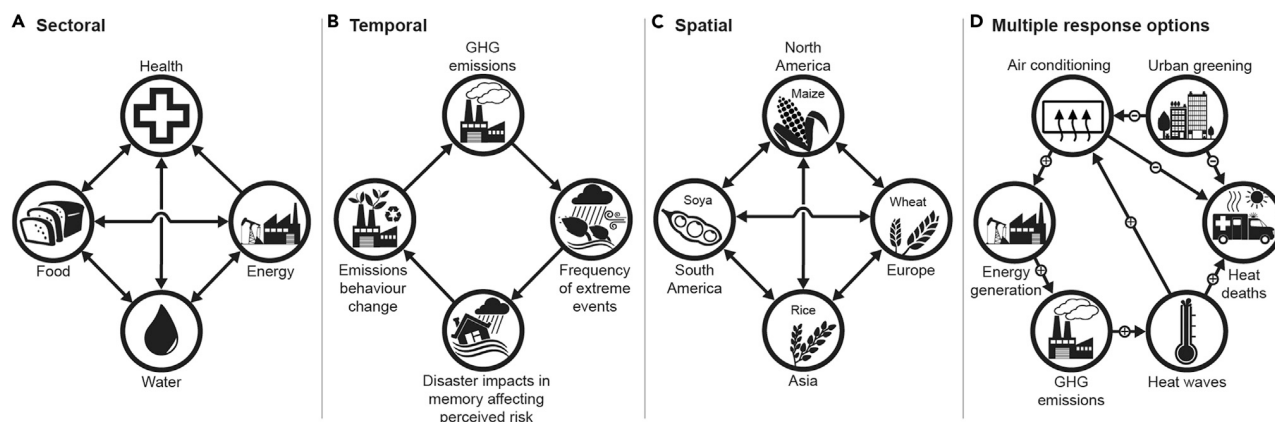 A Sectoral
Health
Food
Energy
Water
B Temporal
GHG
emissions
Emissions
behaviour
change
Frequency
of extreme
events
Disaster impacts in
memory affecting
perceived risk
C Spatial
North
America
Maize
Soya
South
America
Wheat
Europe
Rice
Asia
D Multiple response options
Air conditioning
Urban greening
−
+
−
−
+
Energy
generation
+
+
Heat
deaths
+
+
GHG
emissions
Heat waves